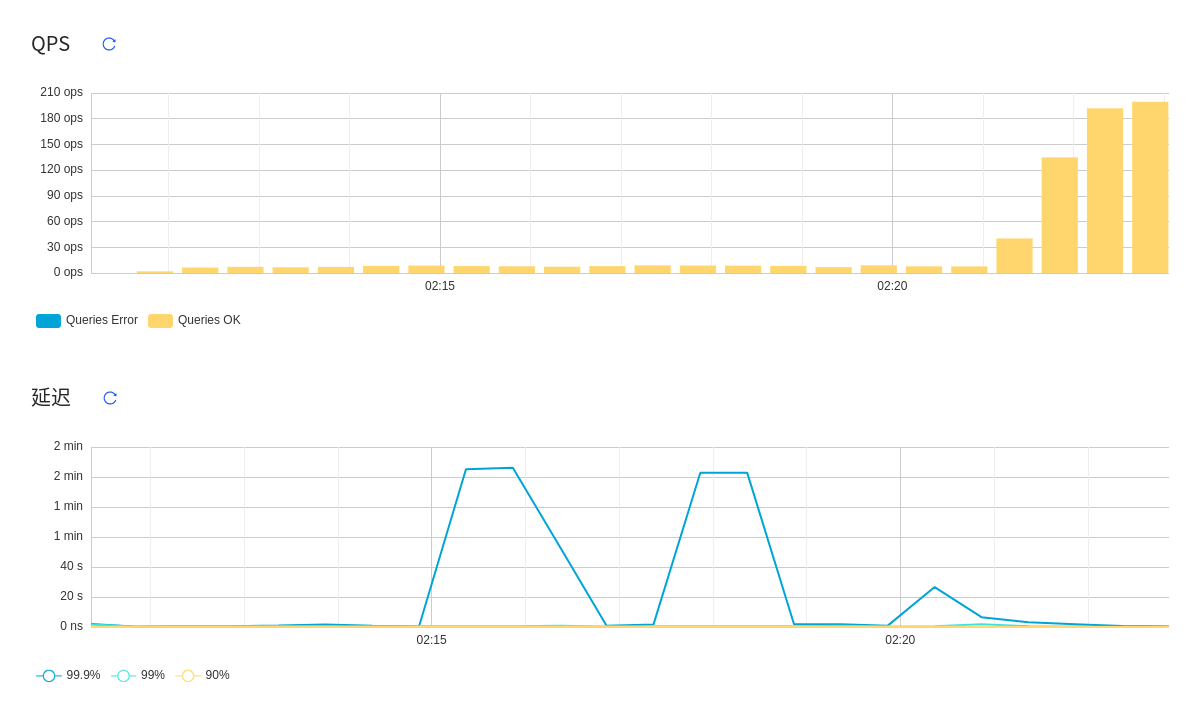 QPS
210 ops
180 ops
150 ops
120 ops
90 ops
60 ops
30 ops
0 ops
02:15 02:20
Queries Error Queries OK
延迟
2 min
2 min
1 min
1 min
40 s
20 s
0 ns
02:15 02:20
99.9% 99% 90%